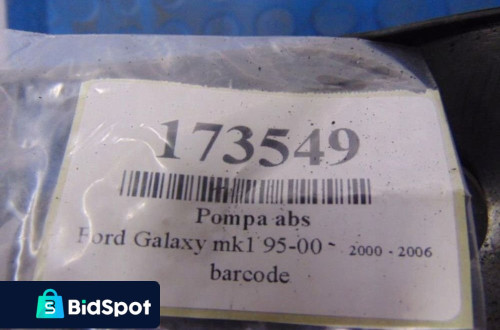 173549
Pompa abs
Ford Galaxy mk1 95-00 - 2000 - 2006
barcode
BidSpot